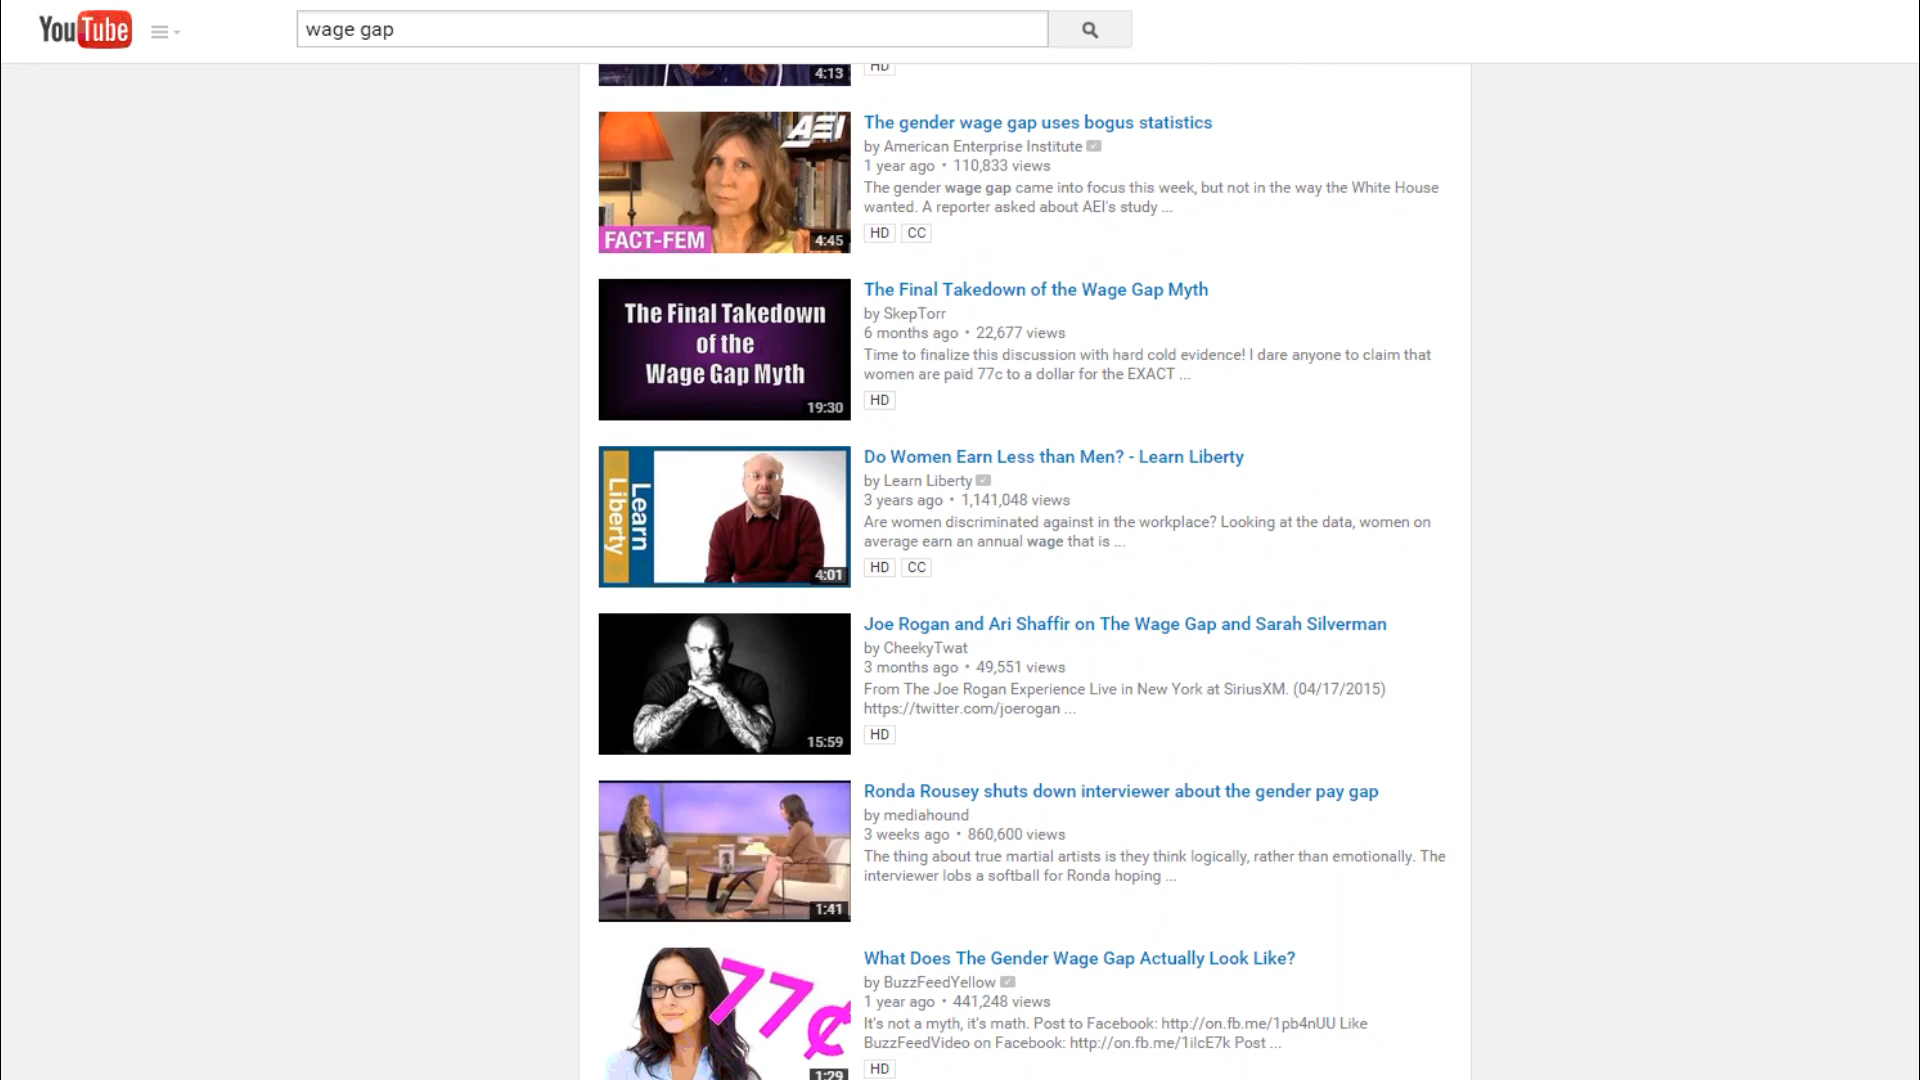 YouTube
wage gap
4:13
HD
AEI
FACT-FEM
4:45
The gender wage gap uses bogus statistics
by American Enterprise Institute
1 year ago • 110,833 views
The gender wage gap came into focus this week, but not in the way the White House
wanted. A reporter asked about AEI's study ...
HD CC
The Final Takedown
of the
Wage Gap Myth
19:30
The Final Takedown of the Wage Gap Myth
by SkepTorr
6 months ago • 22,677 views
Time to finalize this discussion with hard cold evidence! I dare anyone to claim that
women are paid 77c to a dollar for the EXACT ...
HD
Learn
Liberty
4:01
Do Women Earn Less than Men? - Learn Liberty
by Learn Liberty
3 years ago • 1,141,048 views
Are women discriminated against in the workplace? Looking at the data, women on
average earn an annual wage that is ...
HD CC
15:59
Joe Rogan and Ari Shaffir on The Wage Gap and Sarah Silverman
by CheekyTwat
3 months ago • 49,551 views
From The Joe Rogan Experience Live in New York at SiriusXM. (04/17/2015)
https://twitter.com/joerogan ...
HD
1:41
Ronda Rousey shuts down interviewer about the gender pay gap
by mediahound
3 weeks ago • 860,600 views
The thing about true martial artists is they think logically, rather than emotionally. The
interviewer lobs a softball for Ronda hoping ...
77¢
1:29
What Does The Gender Wage Gap Actually Look Like?
by BuzzFeedYellow
1 year ago • 441,248 views
It's not a myth, it's math. Post to Facebook: http://on.fb.me/1pb4nUU Like
BuzzFeedVideo on Facebook: http://on.fb.me/1ilcE7k Post ...
HD